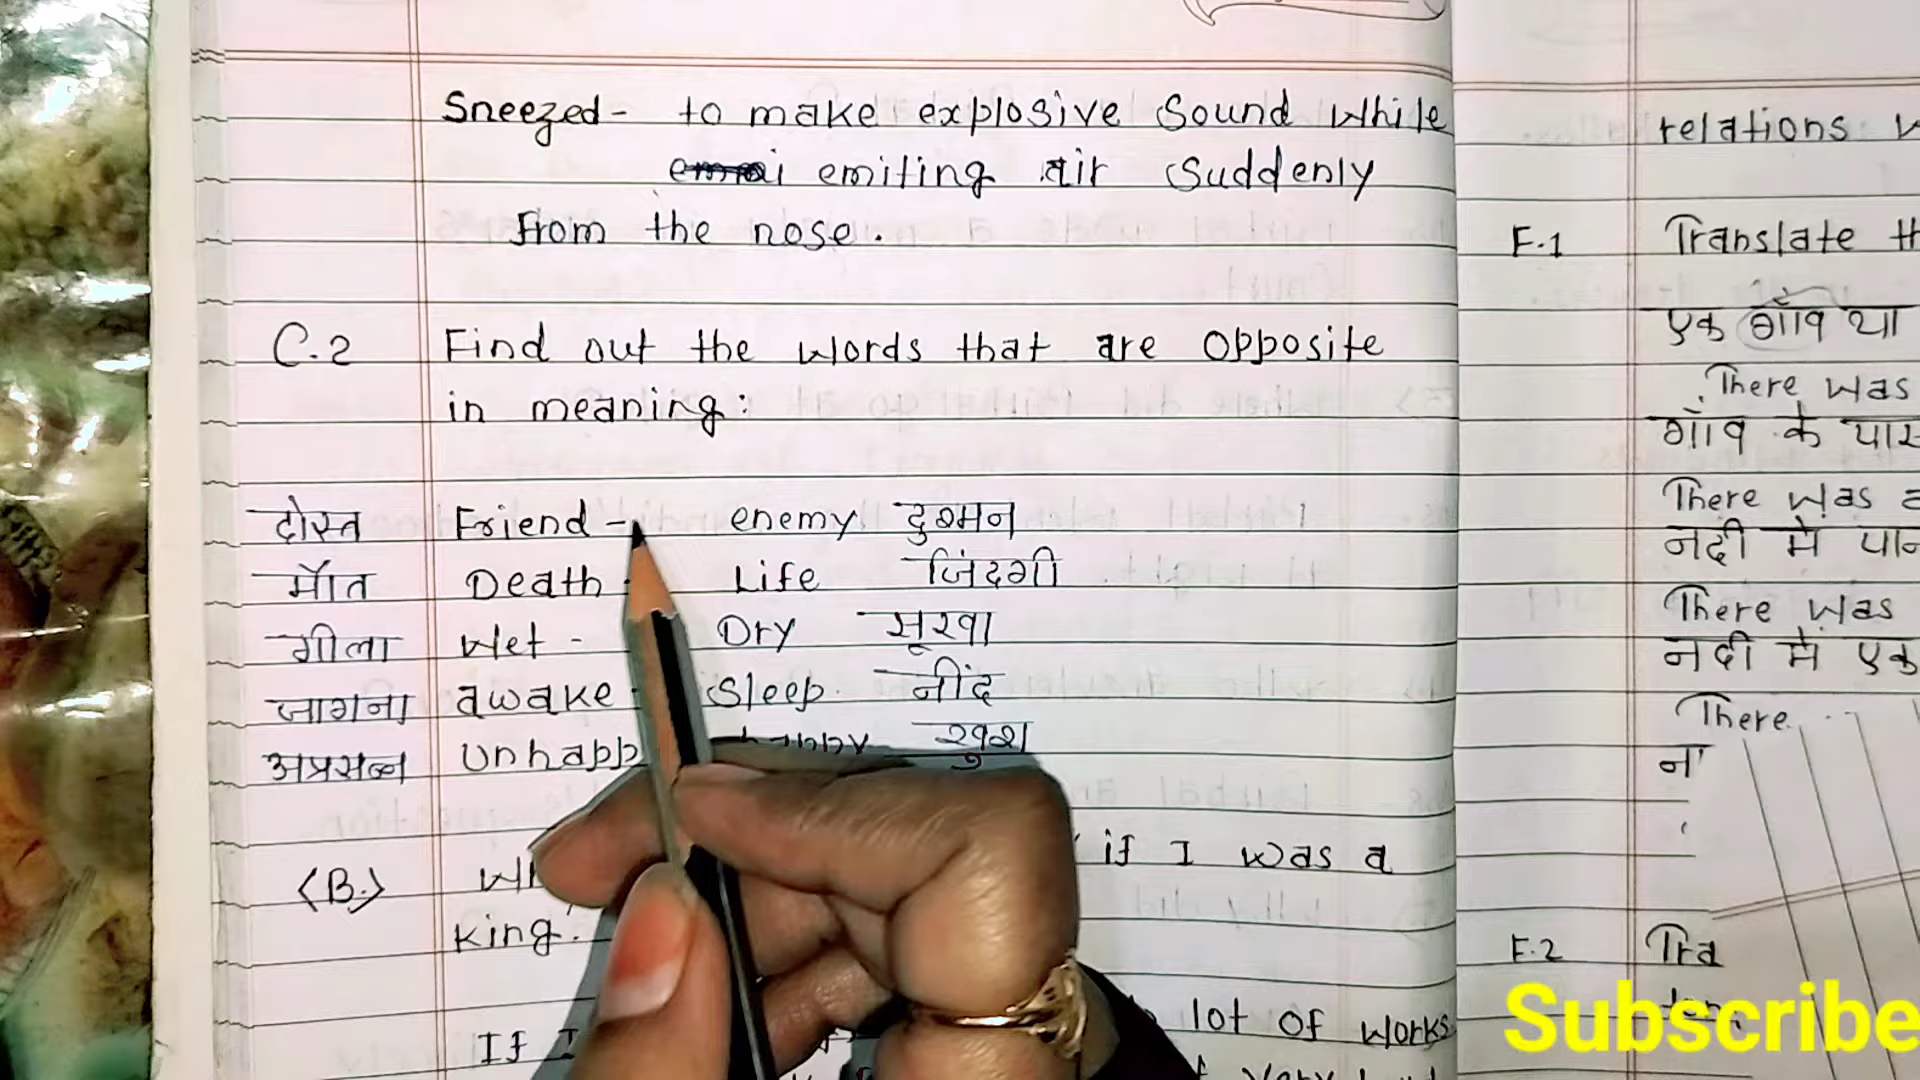 Sneezed - to make explosive Sound while
emiting air Suddenly
From the nose.
C.2 Find out the words that are opposite
in meaning:
दोस्त Friend - enemy दुश्मन
मौत Death - Life जिंदगी
गीला Wet - Dry सूखा
जागना awake - Sleep नींद
अप्रसन्न Unhapp happy खुश
<B.> if I was a
King!
If I lot of works
relations
F.1 Translate
एक गाँव था
There was
गाँव के
There was
नदी में
There was
नदी में एक
There
F.2
Subscribe